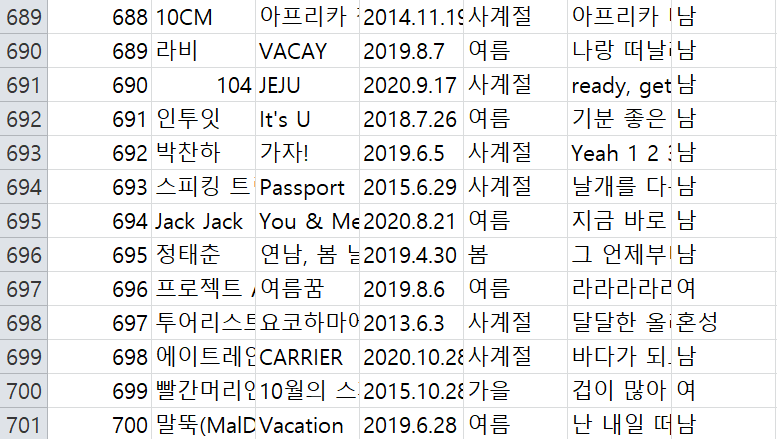 689 688 10CM 아프리카 2014.11.19 사계절 아프리카 남
690 689 라비 VACAY 2019.8.7 여름 나랑 떠날 남
691 690 104 JEJU 2020.9.17 사계절 ready, get 남
692 691 인투잇 It's U 2018.7.26 여름 기분 좋은 남
693 692 박찬하 가자! 2019.6.5 사계절 Yeah 1 2 3 남
694 693 스피킹 Passport 2015.6.29 사계절 날개를 다 남
695 694 Jack Jack You & Me 2020.8.21 여름 지금 바로 남
696 695 정태춘 연남, 봄 2019.4.30 봄 그 언제부 남
697 696 프로젝트 여름꿈 2019.8.6 여름 라라라라라 여
698 697 투어리스트 요코하마에 2013.6.3 사계절 달달한 올 혼성
699 698 에이트레인 CARRIER 2020.10.28 사계절 바다가 되 남
700 699 빨간머리앤 10월의 2015.10.28 가을 겁이 많아 여
701 700 말뚝(MalD Vacation 2019.6.28 여름 난 내일 떠 남